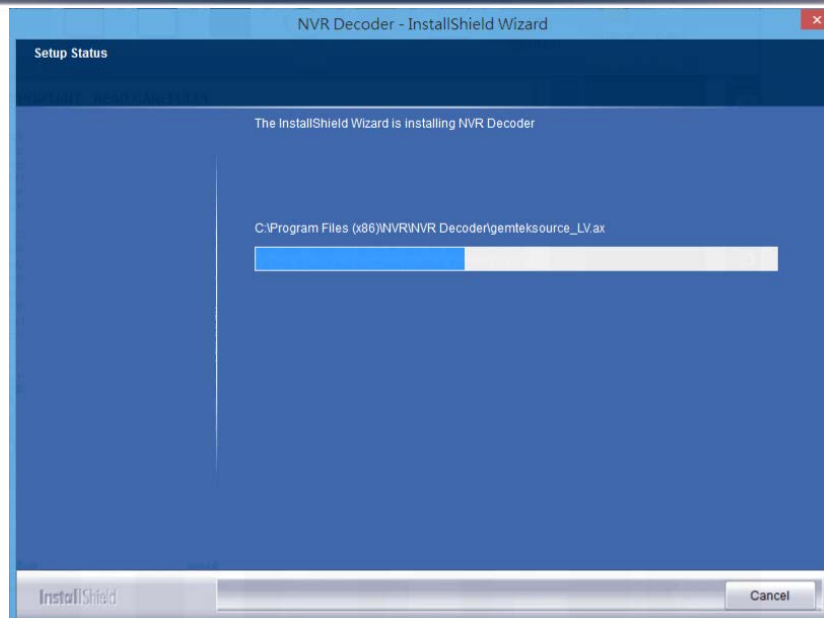 NVR Decoder - InstallShield Wizard
Setup Status
The InstallShield Wizard is installing NVR Decoder
C:\Program Files (x86)\NVR\NVR Decoder\gemteksource_LV.ax
InstallShield
Cancel